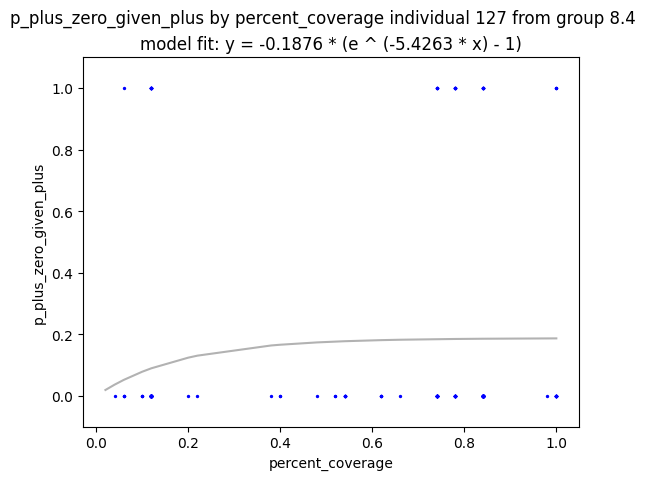 p_plus_zero_given_plus by percent_coverage individual 127 from group 8.4
model fit: y = -0.1876 * (e ^ (-5.4263 * x) - 1)
1.0
0.8
0.6
0.4
0.2
0.0
p_plus_zero_given_plus
0.0 0.2 0.4 0.6 0.8 1.0
percent_coverage